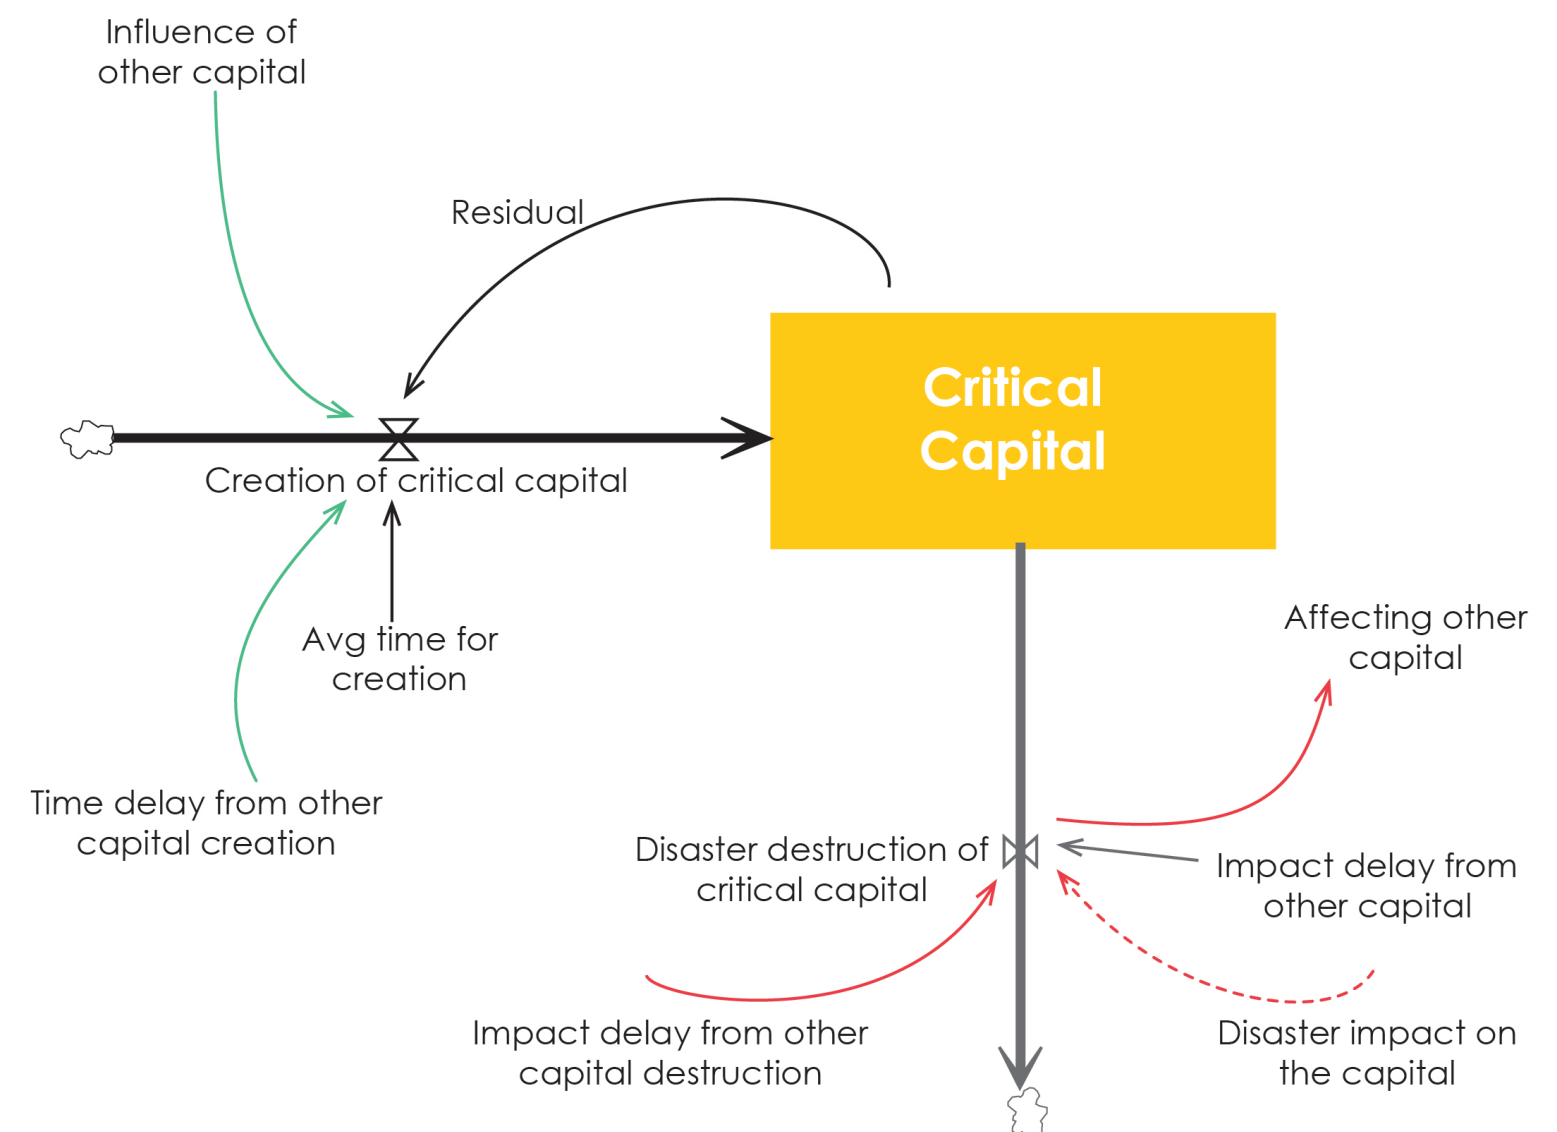 Influence of
other capital
Residual
Critical
Capital
Creation of critical capital
Avg time for
creation
Time delay from other
capital creation
Affecting other
capital
Disaster destruction of
critical capital
Impact delay from
other capital
Impact delay from other
capital destruction
Disaster impact on
the capital